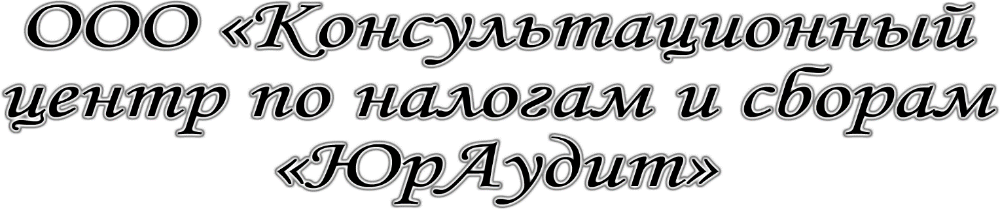 ООО «Консультационный
центр по налогам и сборам
«ЮрАудит»